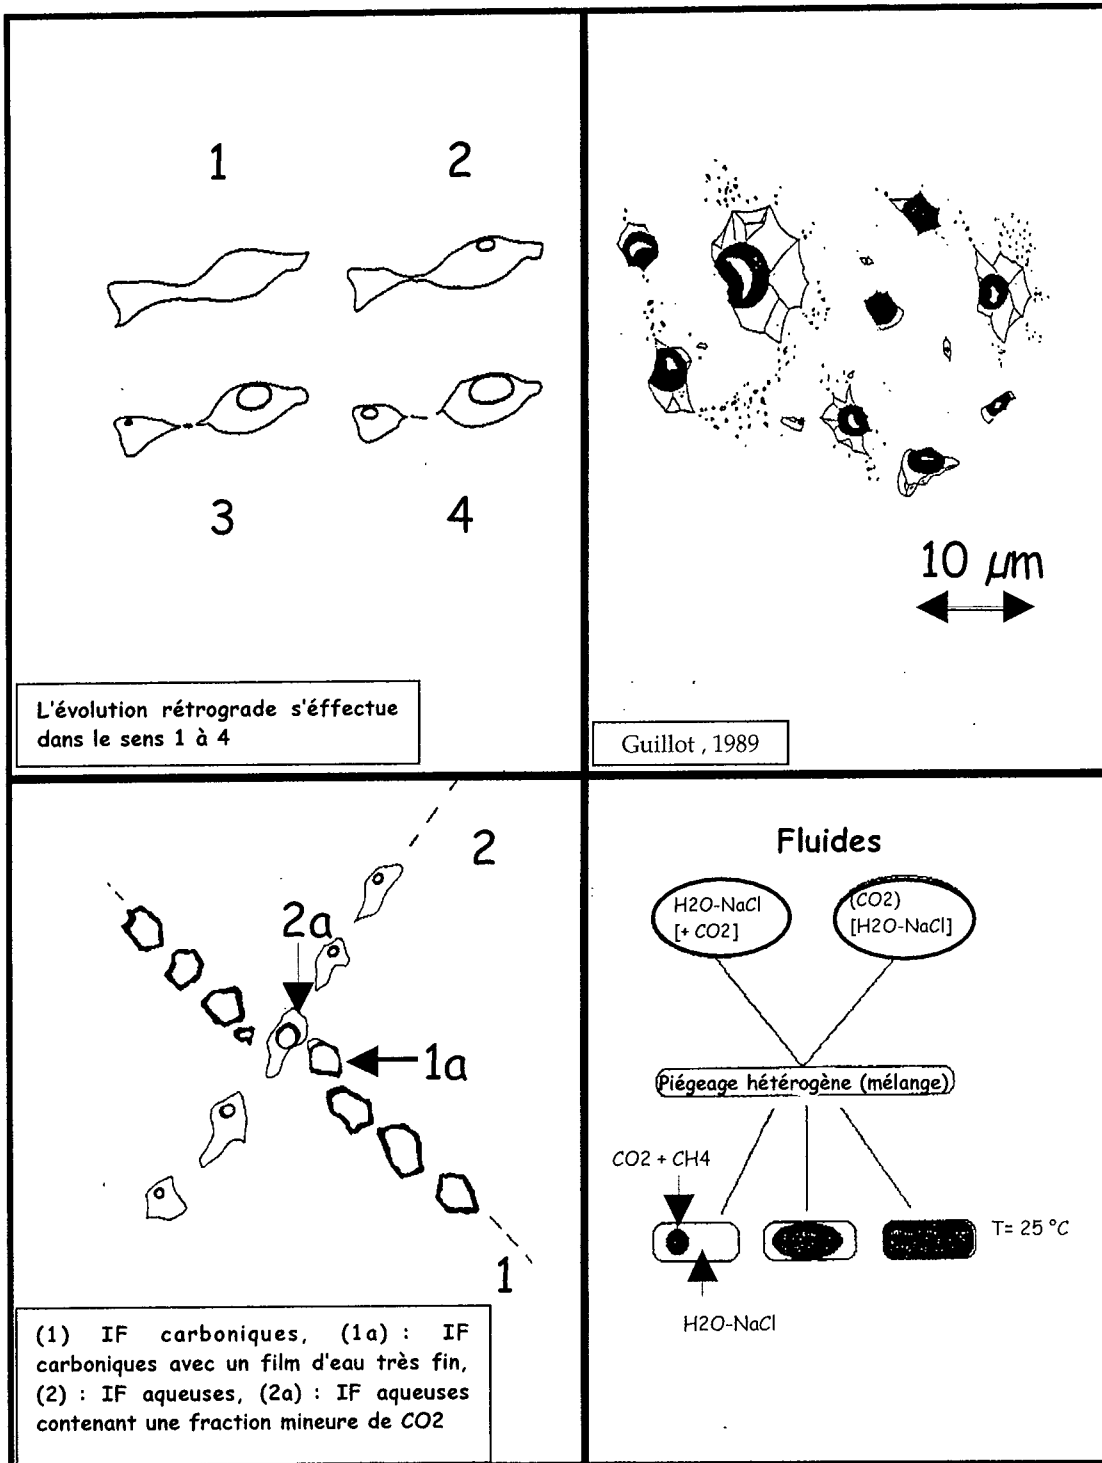 1
2
3
4
L'évolution rétrograde s'éffectue
dans le sens 1 à 4
10 µm
Guillot , 1989
2
2a
1a
1
(1) IF carboniques, (1a) : IF
carboniques avec un film d'eau très fin,
(2) : IF aqueuses, (2a) : IF aqueuses
contenant une fraction mineure de CO2
Fluides
H2O-NaCl
[+ CO2]
(CO2)
[H2O-NaCl]
Piégeage hétérogène (mélange)
CO2 + CH4
T= 25 °C
H2O-NaCl